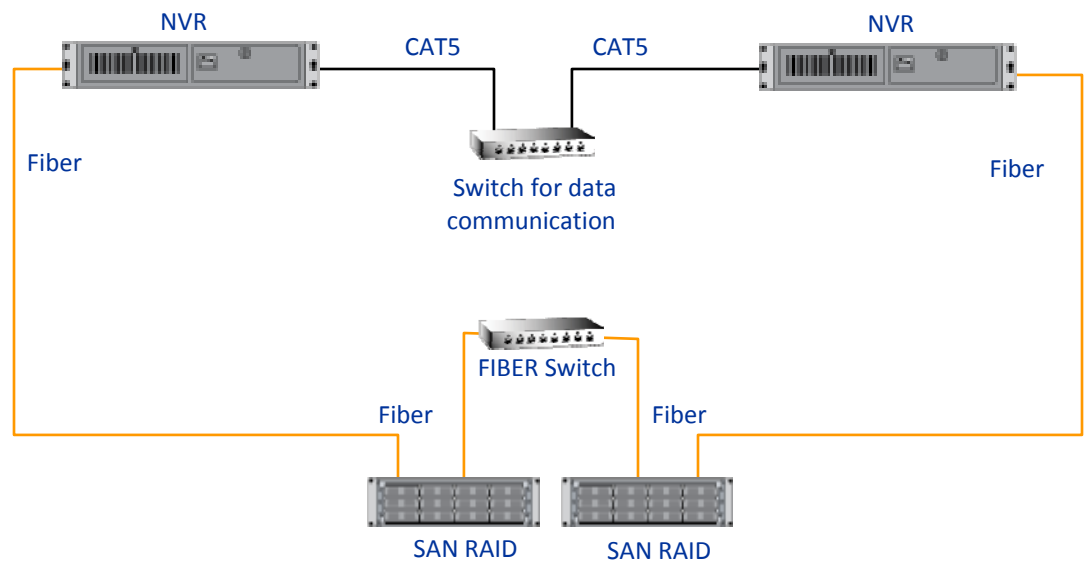 NVR
NVR
CAT5
CAT5
Fiber
Fiber
Switch for data
communication
FIBER Switch
Fiber
Fiber
SAN RAID
SAN RAID